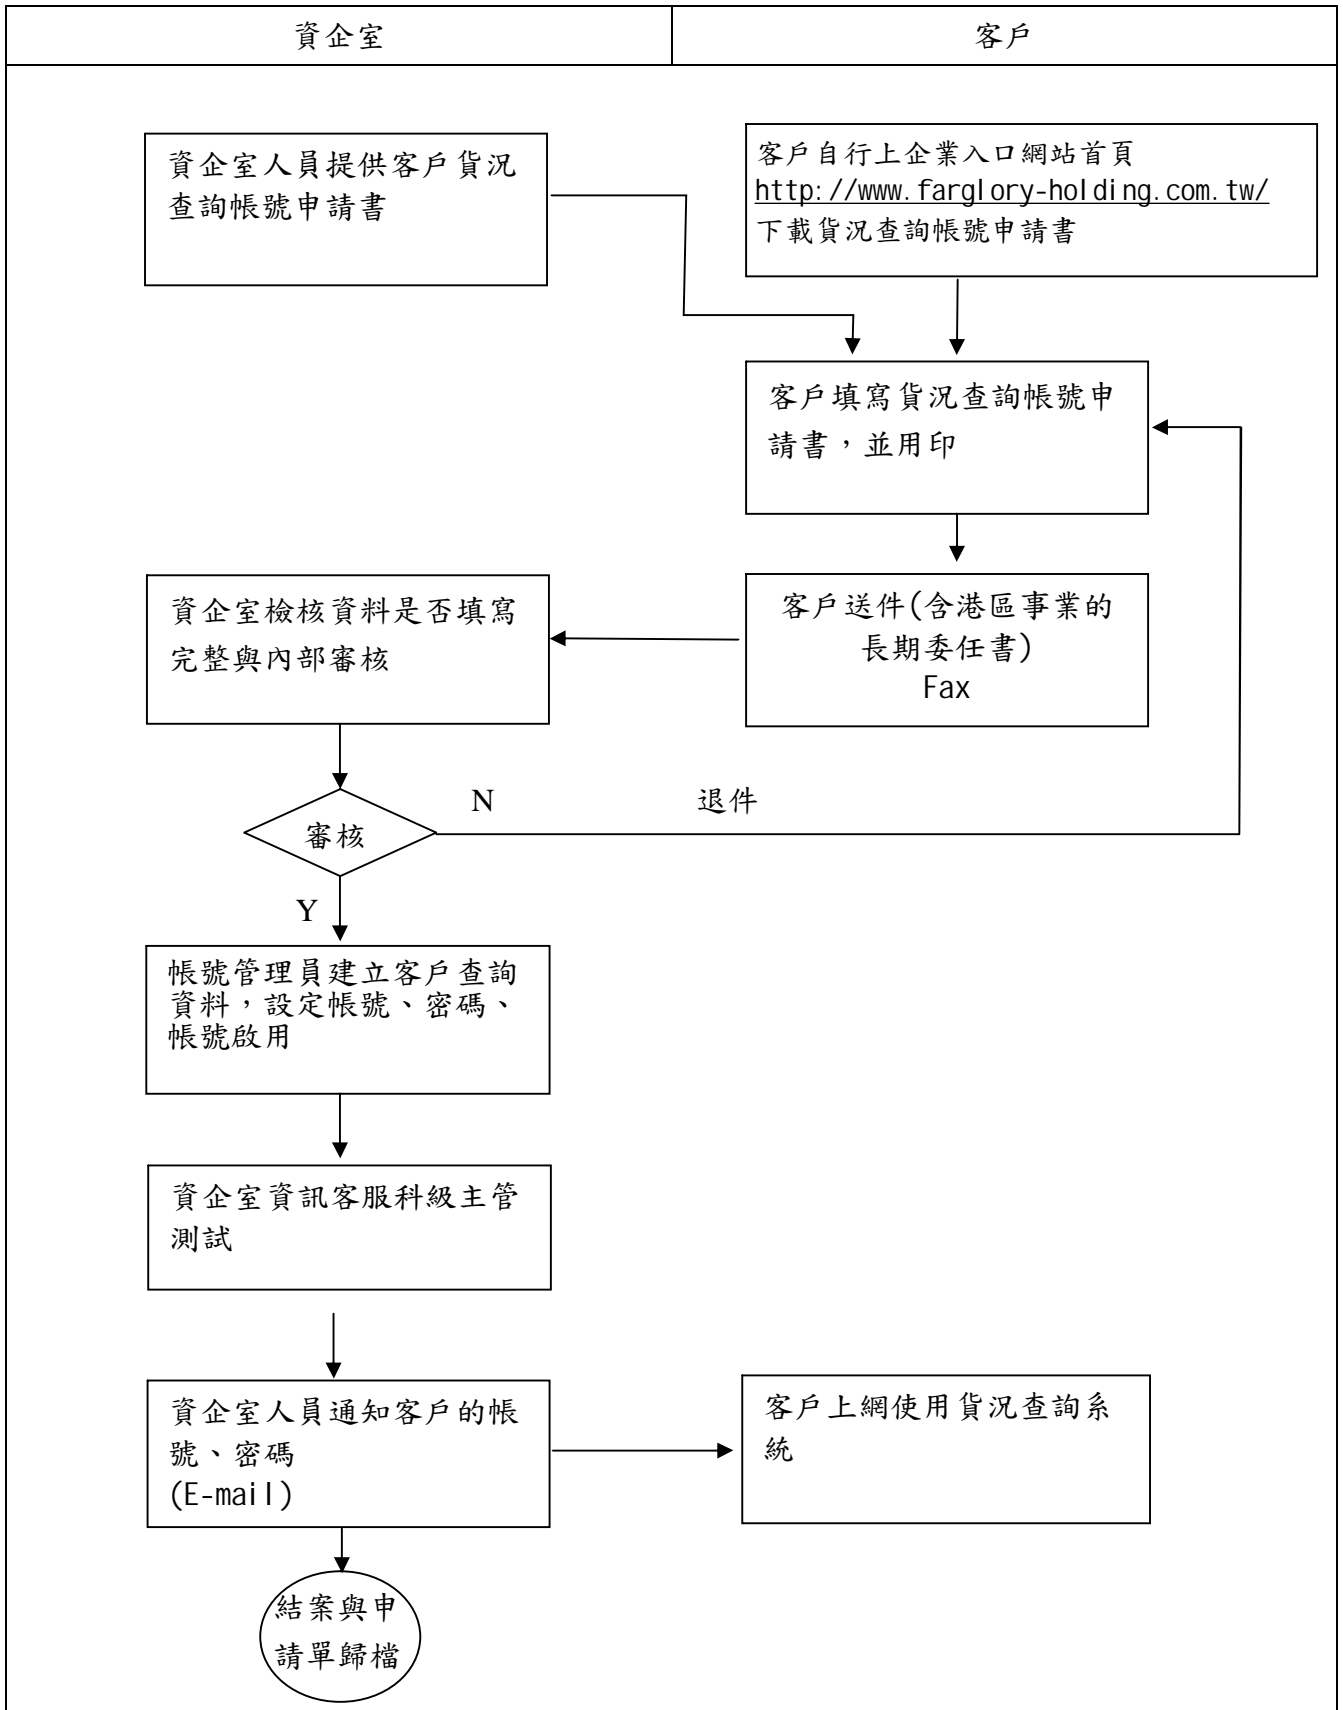 資企室
客戶
資企室人員提供客戶貨況
查詢帳號申請書
客戶自行上企業入口網站首頁
http://www.farglory-holding.com.tw/
下載貨況查詢帳號申請書
客戶填寫貨況查詢帳號申
請書，並用印
客戶送件(含港區事業的
長期委任書)
Fax
資企室檢核資料是否填寫
完整與內部審核
審核
N
退件
Y
帳號管理員建立客戶查詢
資料，設定帳號、密碼、
帳號啟用
資企室資訊客服科級主管
測試
資企室人員通知客戶的帳
號、密碼
(E-mail)
客戶上網使用貨況查詢系
統
結案與申
請單歸檔